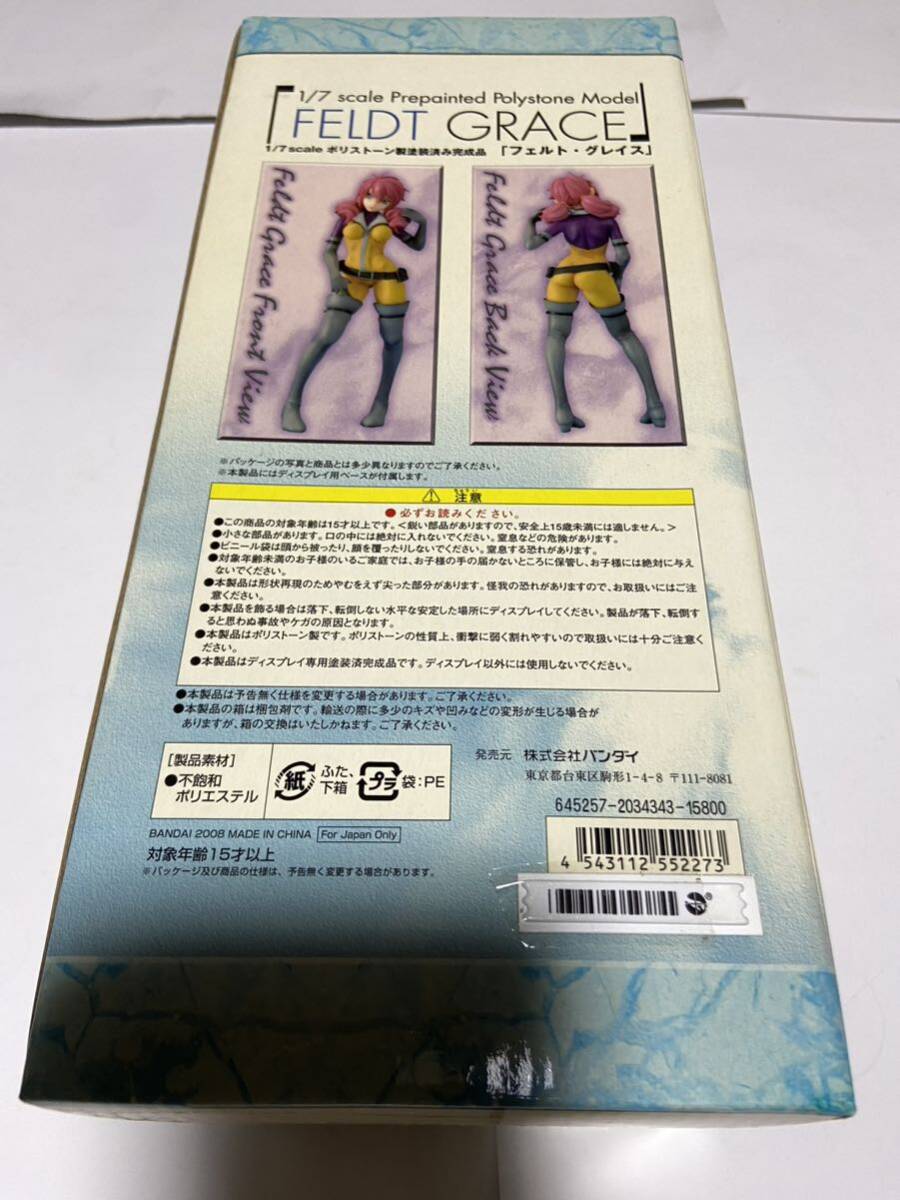 1/7 scale Prepainted Polystone Model
「FELDT GRACE」
1/7scale ポリストーン製塗装済み完成品 「フェルト・グレイス」
Feldt Grace Front View
Feldt Grace Back View
※パッケージの写真と商品とは多少異なりますのでご了承ください。
※本製品にはディスプレイ用ベースが付属します。
注意
●必ずお読みください。
●この商品の対象年齢は15才以上です。＜鋭い部品がありますので、安全上15歳未満には適しません。＞
●小さな部品があります。口の中には絶対に入れないでください。窒息などの危険があります。
●ビニール袋は頭から被ったり、顔を覆ったりしないでください。窒息する恐れがあります。
●対象年齢未満のお子様のいるご家庭では、お子様の手の届かないところに保管し、お子様には絶対に与え
ないでください。
●本製品は形状再現のためやむをえず尖った部分があります。怪我の恐れがありますので、お取扱いにはご注
意ください。
●本製品を飾る場合は落下、転倒しない水平な安定した場所にディスプレイしてください。製品が落下、転倒す
ると思わぬ事故やケガの原因となります。
●本製品はポリストーン製です。ポリストーンの性質上、衝撃に弱く割れやすいので取扱いには十分ご注意く
ださい。
●本製品はディスプレイ専用塗装済完成品です。ディスプレイ以外には使用しないでください。
●本製品は予告無く仕様を変更する場合があります。ご了承ください。
●本製品の箱は梱包剤です。輸送の際に多少のキズや凹みなどの変形が生じる場合が
ありますが、箱の交換はいたしかねます。ご了承ください。
[製品素材]
●不飽和
ポリエステル
紙
ふた、
下箱
プラ
袋:PE
発売元 株式会社バンダイ
東京都台東区駒形1-4-8 〒111-8081
645257-2034343-15800
BANDAI 2008 MADE IN CHINA For Japan Only
対象年齢15才以上
※パッケージ及び商品の仕様は、予告無く変更する場合があります。
4 543112 552273